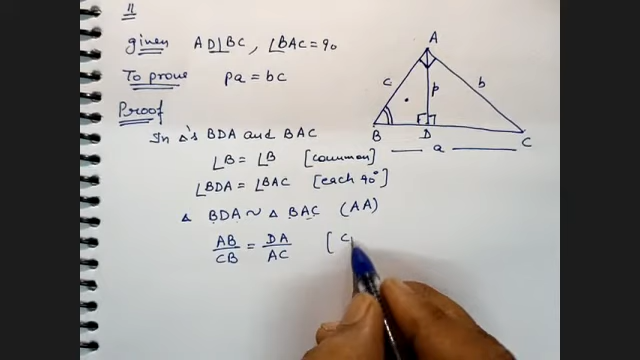 11
given AD⊥BC, ∠BAC = 90
To prove pa = bc
Proof
In △'s BDA and BAC
∠B = ∠B [common]
∠BDA = ∠BAC [each 90°]
△ BDA ~ △ BAC (AA)
AB/CB = DA/AC [C
A
c
p
b
B
D
C
a